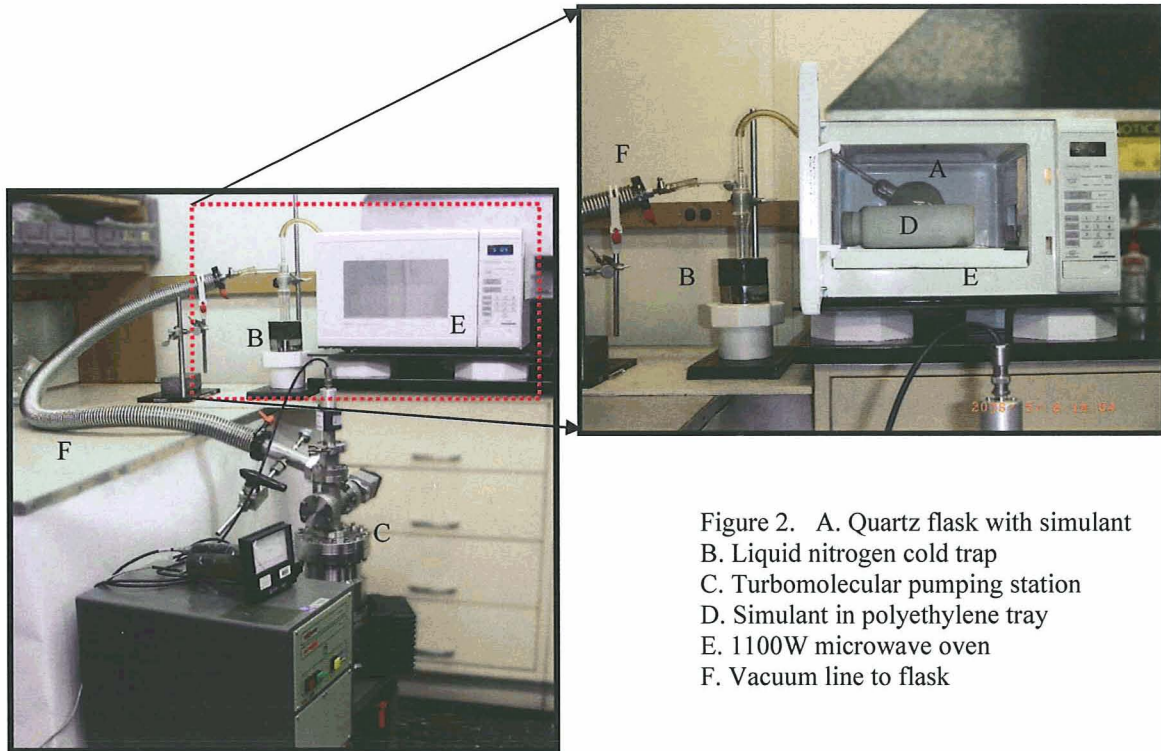 F
B
E
F
C
A
D
F
B
E
NOTICE
Figure 2. A. Quartz flask with simulant
B. Liquid nitrogen cold trap
C. Turbomolecular pumping station
D. Simulant in polyethylene tray
E. 1100W microwave oven
F. Vacuum line to flask